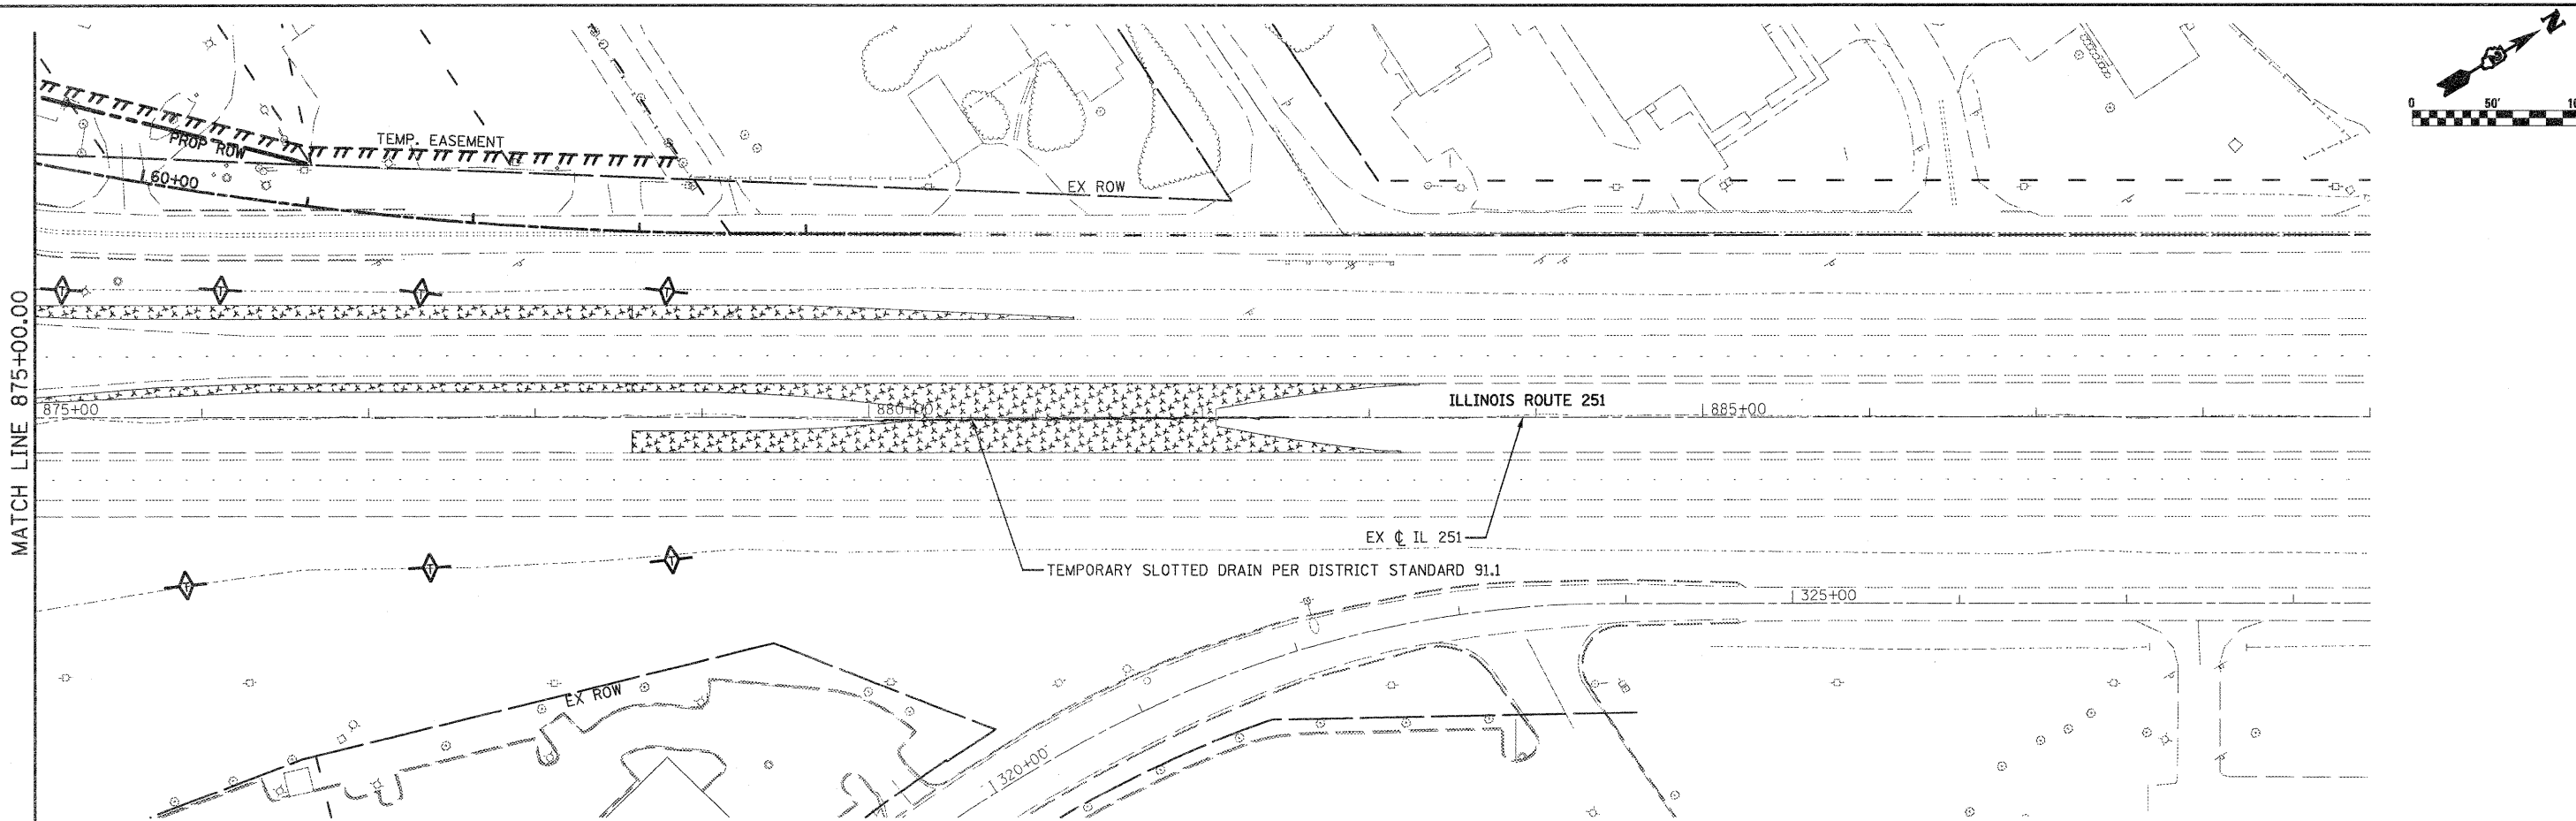 N
0 50'
TEMP. EASEMENT
PROP ROW
60+00
EX ROW
MATCH LINE 875+00.00
T T T T
875+00
880+00
ILLINOIS ROUTE 251
885+00
EX ℄ IL 251
TEMPORARY SLOTTED DRAIN PER DISTRICT STANDARD 91.1
T T T
325+00
EX ROW
320+00